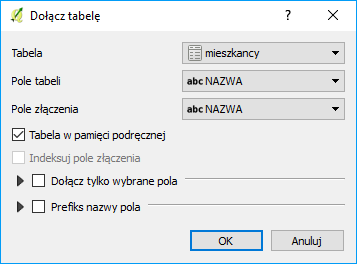 Dołącz tabelę
Tabela mieszkancy
Pole tabeli abc NAZWA
Pole złączenia abc NAZWA
Tabela w pamięci podręcznej
Indeksuj pole złączenia
Dołącz tylko wybrane pola
Prefiks nazwy pola
OK Anuluj